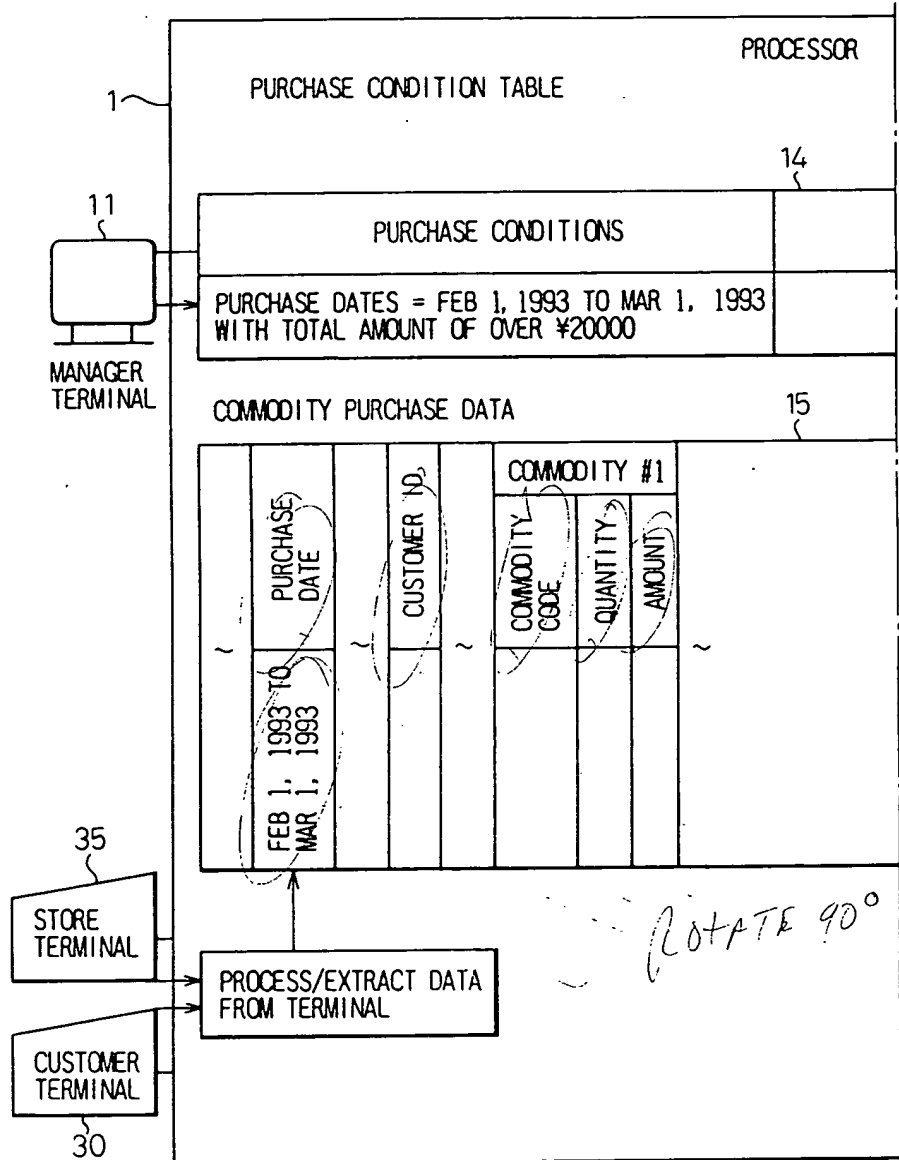 PROCESSOR
PURCHASE CONDITION TABLE
1
14
11
PURCHASE CONDITIONS
PURCHASE DATES = FEB 1, 1993 TO MAR 1, 1993
WITH TOTAL AMOUNT OF OVER ¥20000
MANAGER
TERMINAL
COMMODITY PURCHASE DATA
15
PURCHASE
DATE
CUSTOMER ID,
COMMODITY #1
COMMODITY
CODE
QUANTITY
AMOUNT
~
~
~
~
FEB 1, 1993 TO
MAR 1, 1993
35
STORE
TERMINAL
ROTATE 90°
PROCESS/EXTRACT DATA
FROM TERMINAL
CUSTOMER
TERMINAL
30